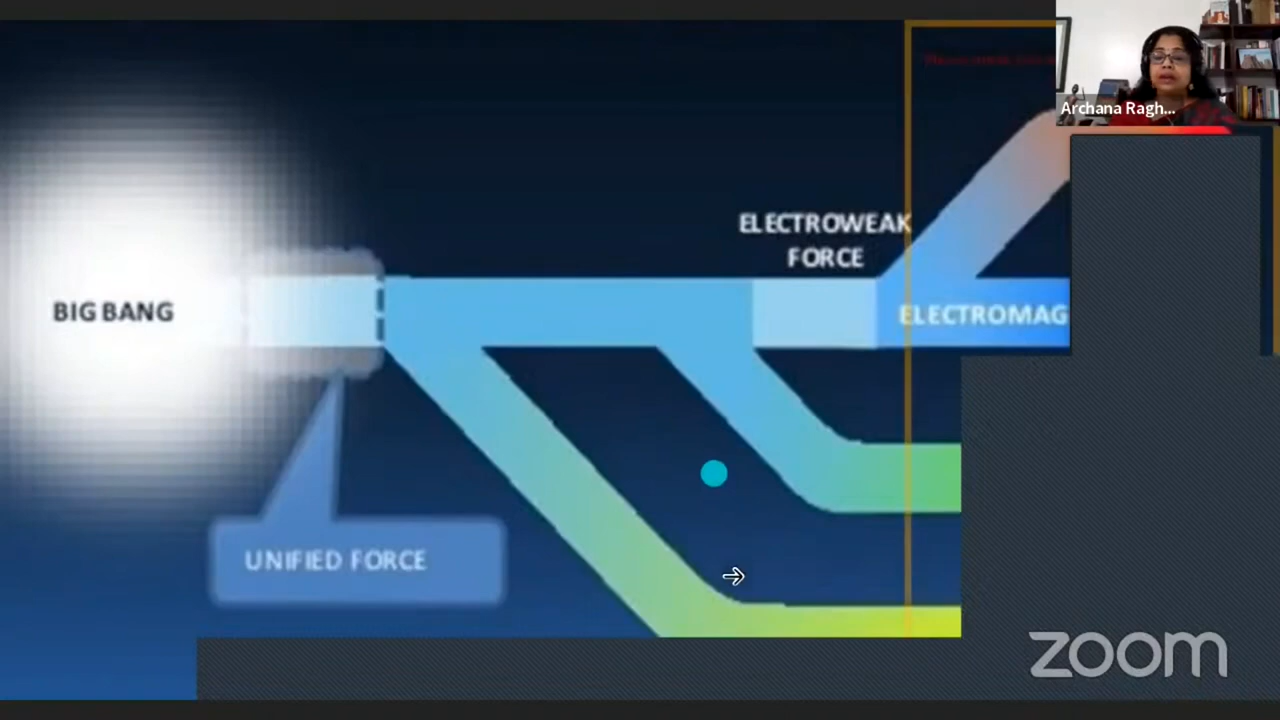 Archana Ragh...
ELECTROWEAK
FORCE
BIG BANG
ELECTROMAG
UNIFIED FORCE
zoom